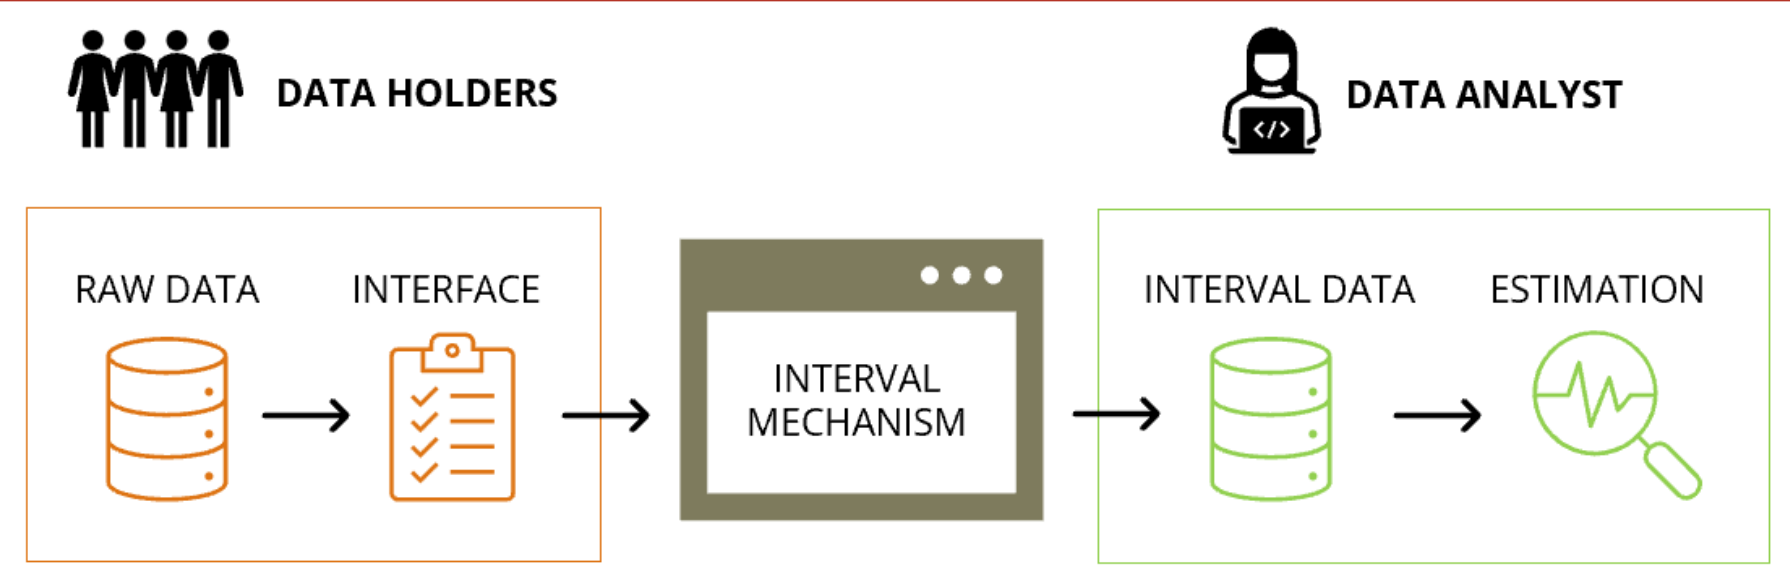 DATA HOLDERS
DATA ANALYST
RAW DATA
INTERFACE
INTERVAL
MECHANISM
INTERVAL DATA
ESTIMATION
</>